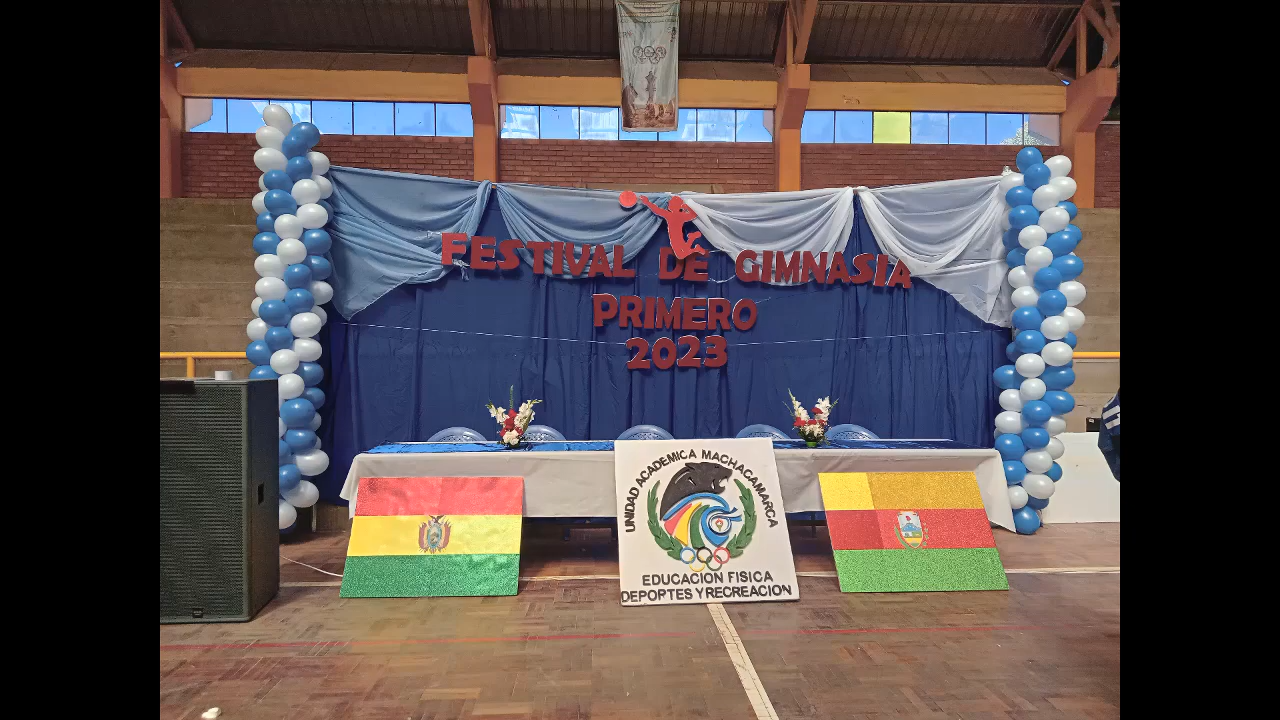 FESTIVAL DE GIMNASIA
PRIMERO
2023
UNIDAD ACADEMICA MACHACAMARCA
EDUCACION FISICA
DEPORTES Y RECREACION